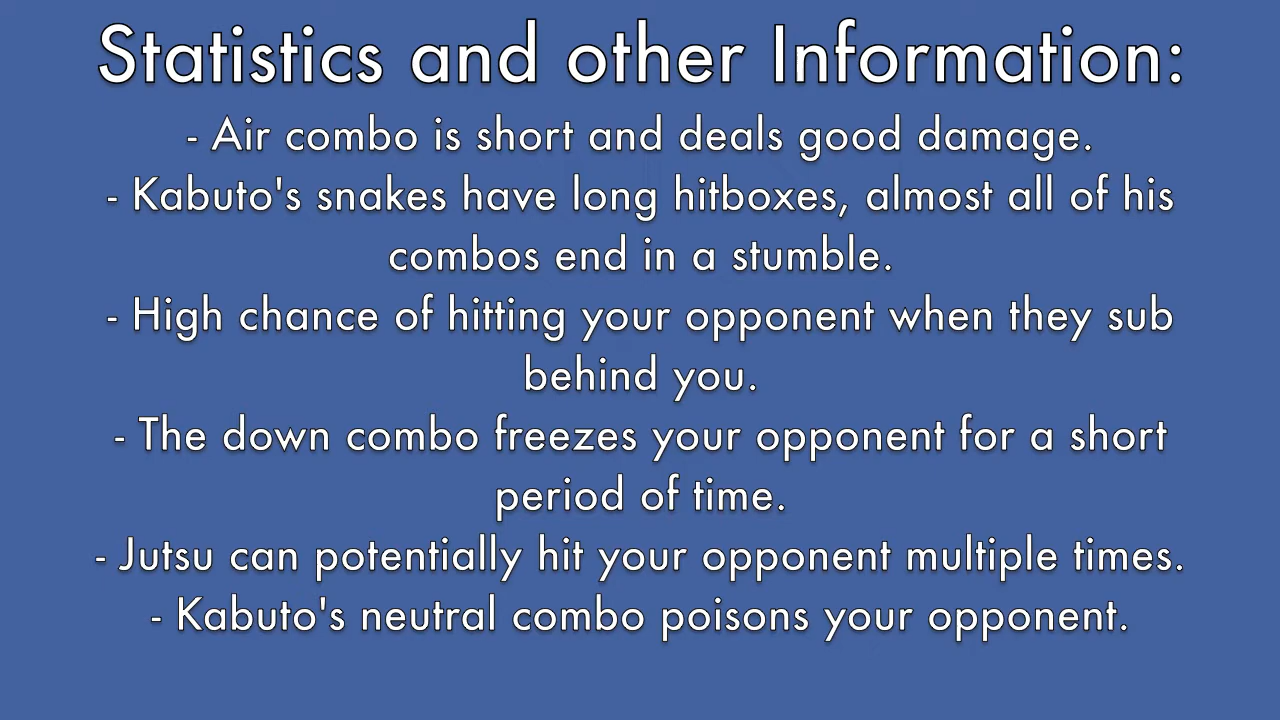 Statistics and other Information:
- Air combo is short and deals good damage.
- Kabuto's snakes have long hitboxes, almost all of his
combos end in a stumble.
- High chance of hitting your opponent when they sub
behind you.
- The down combo freezes your opponent for a short
period of time.
- Jutsu can potentially hit your opponent multiple times.
- Kabuto's neutral combo poisons your opponent.